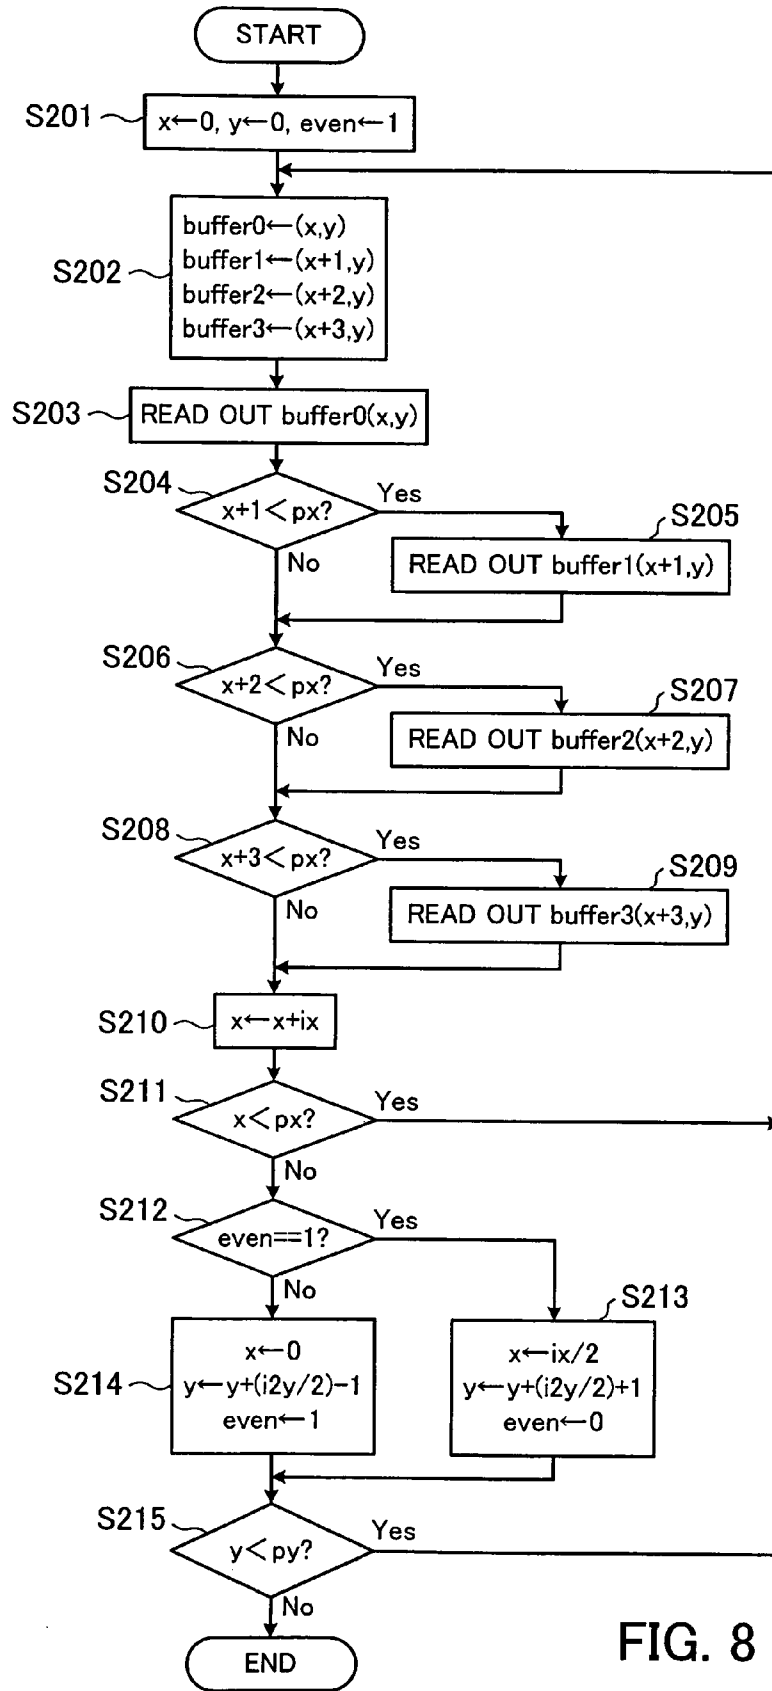 START
S201
x←0, y←0, even←1
S202
buffer0←(x,y)
buffer1←(x+1,y)
buffer2←(x+2,y)
buffer3←(x+3,y)
S203
READ OUT buffer0(x,y)
S204
x+1<px?
Yes
No
S205
READ OUT buffer1(x+1,y)
S206
x+2<px?
Yes
No
S207
READ OUT buffer2(x+2,y)
S208
x+3<px?
Yes
No
S209
READ OUT buffer3(x+3,y)
S210
x←x+ix
S211
x<px?
Yes
No
S212
even==1?
Yes
No
S213
x←ix/2
y←y+(i2y/2)+1
even←0
S214
x←0
y←y+(i2y/2)-1
even←1
S215
y<py?
Yes
No
END
FIG. 8